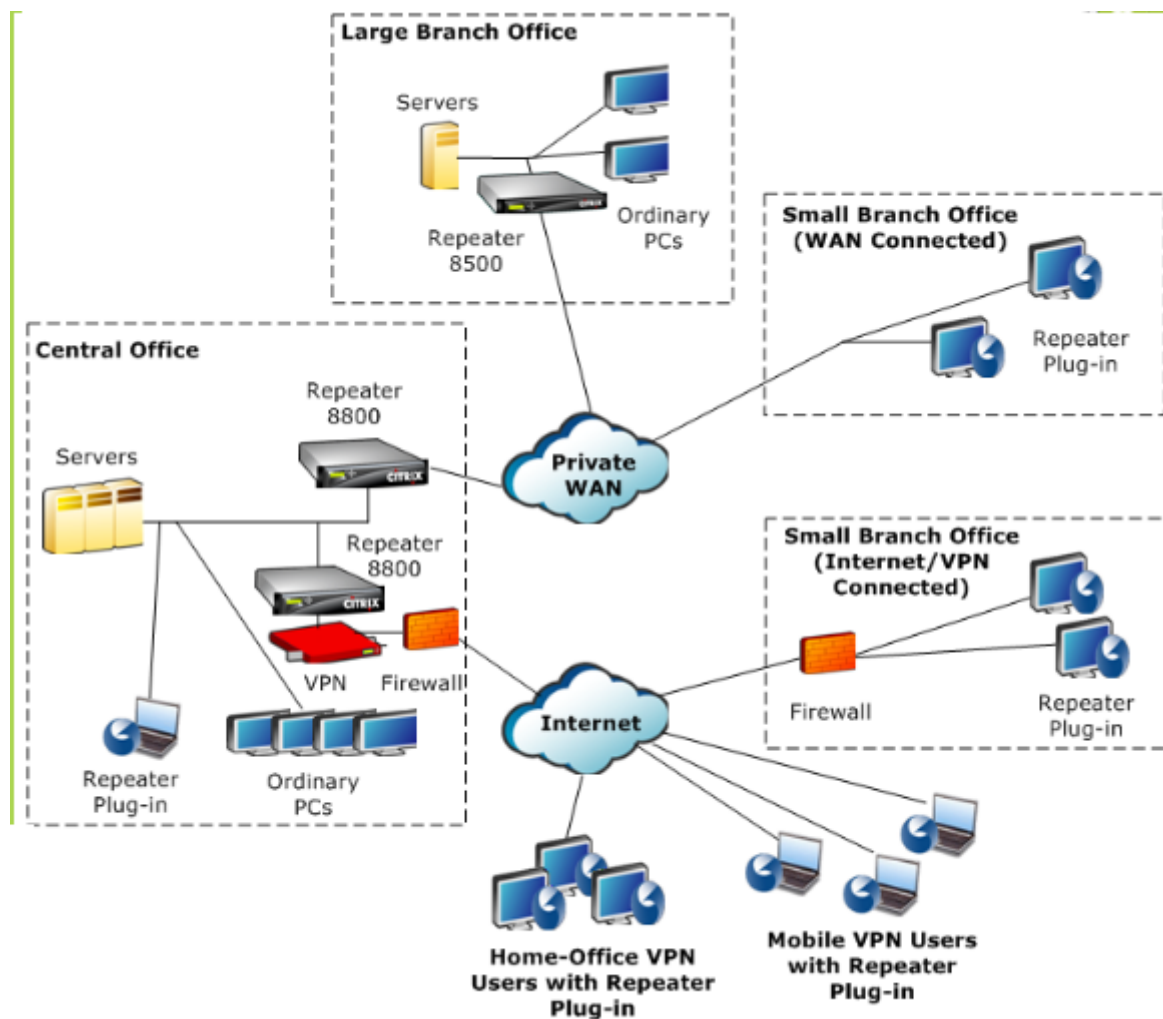 Large Branch Office
Servers
CITRIX
Ordinary
PCs
Repeater
8500
Small Branch Office
(WAN Connected)
Repeater
Plug-in
Central Office
Repeater
8800
Servers
CITRIX
Private
WAN
Repeater
8800
CITRIX
VPN
Firewall
Repeater
Plug-in
Ordinary
PCs
Small Branch Office
(Internet/VPN
Connected)
Firewall
Repeater
Plug-in
Internet
Home-Office VPN
Users with Repeater
Plug-in
Mobile VPN Users
with Repeater
Plug-in